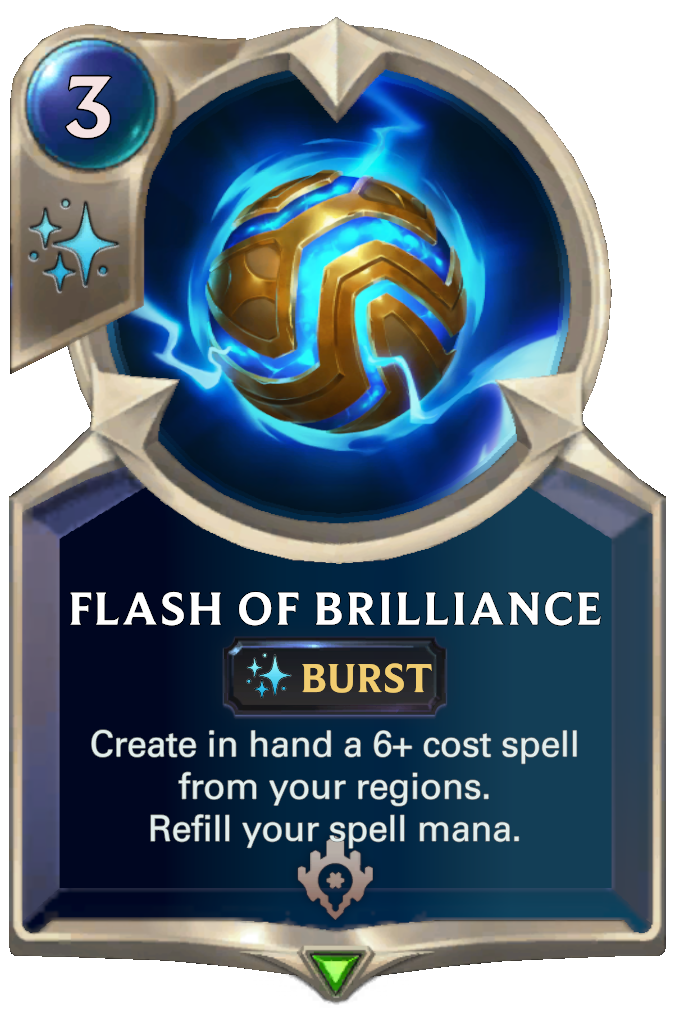 3
FLASH OF BRILLIANCE
BURST
Create in hand a 6+ cost spell
from your regions.
Refill your spell mana.